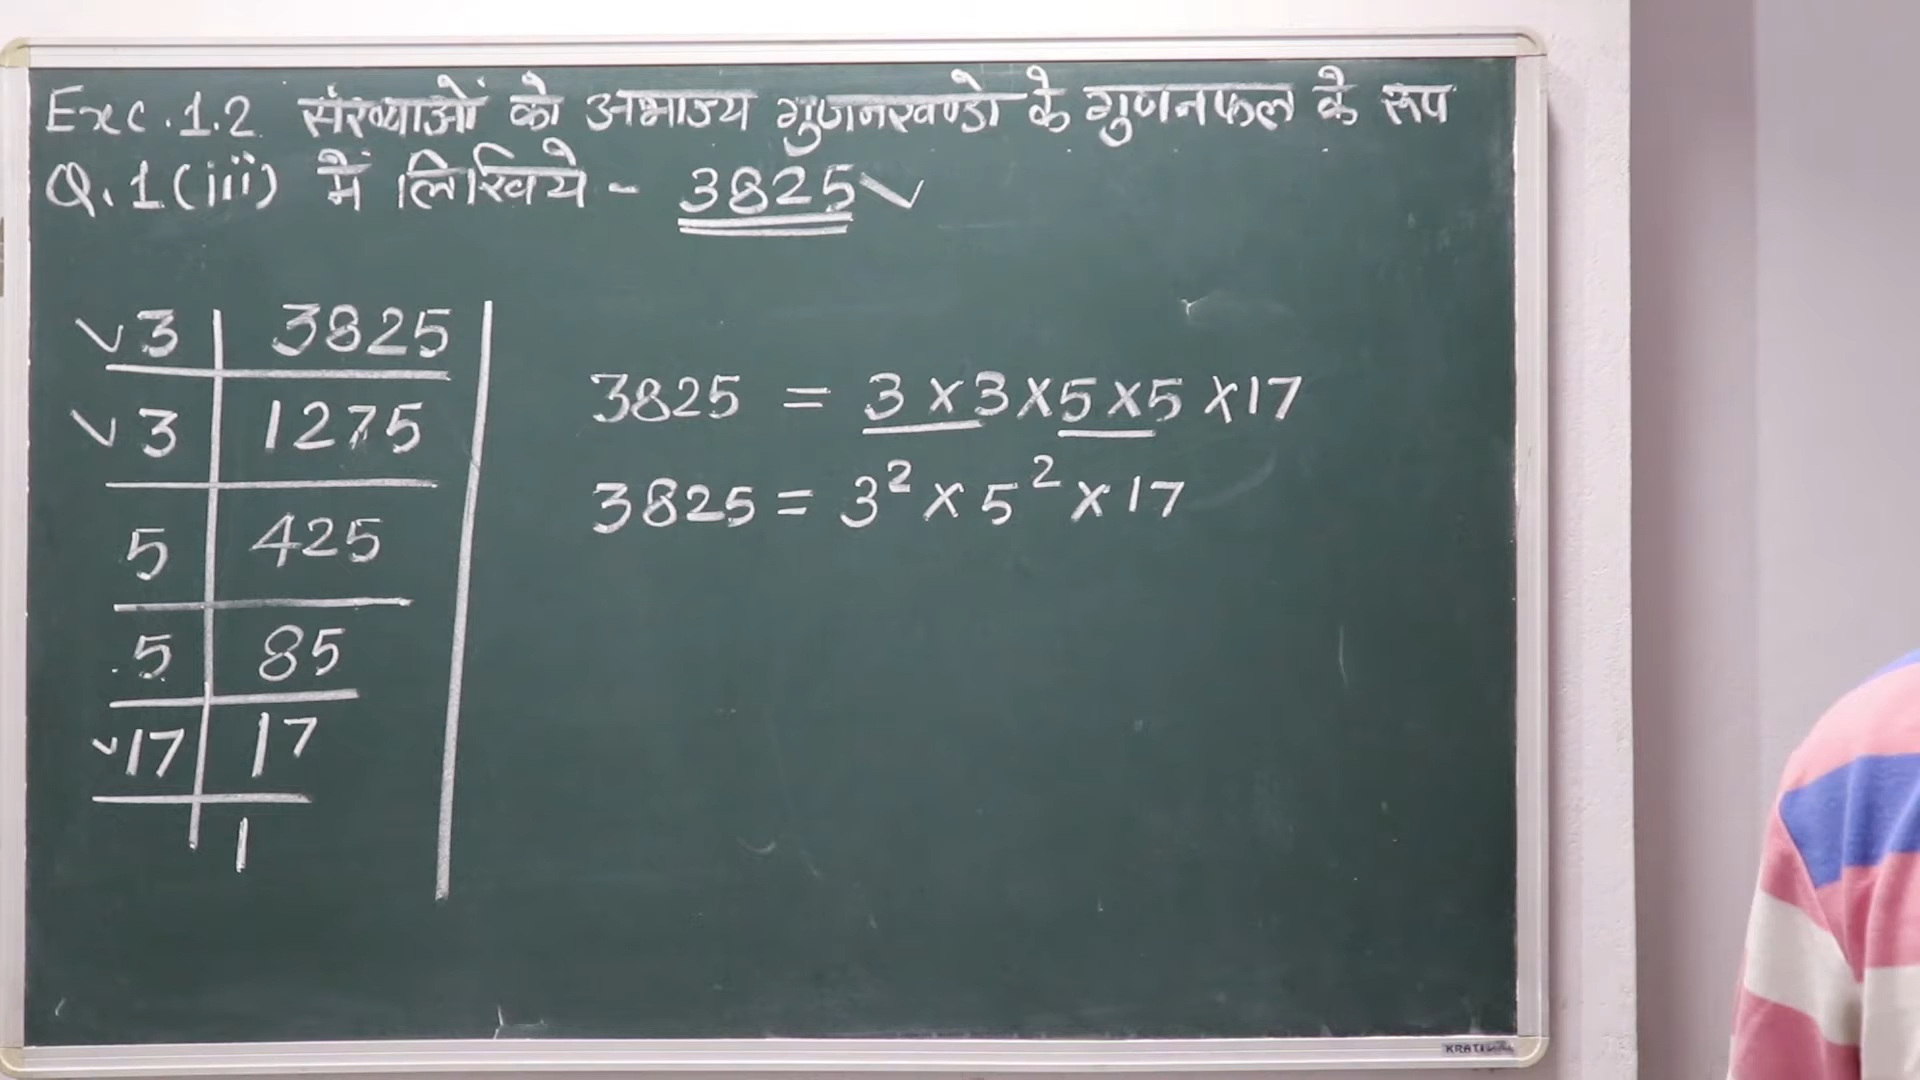 Exc. 1.2 संख्याओं को अभाज्य गुणनखण्डो के गुणनफल के रूप
Q. 1 (iii) में लिखिये - 3825
3 | 3825
3 | 1275
5 | 425
5 | 85
17 | 17
1
3825 = 3 × 3 × 5 × 5 × 17
3825 = 3² × 5² × 17